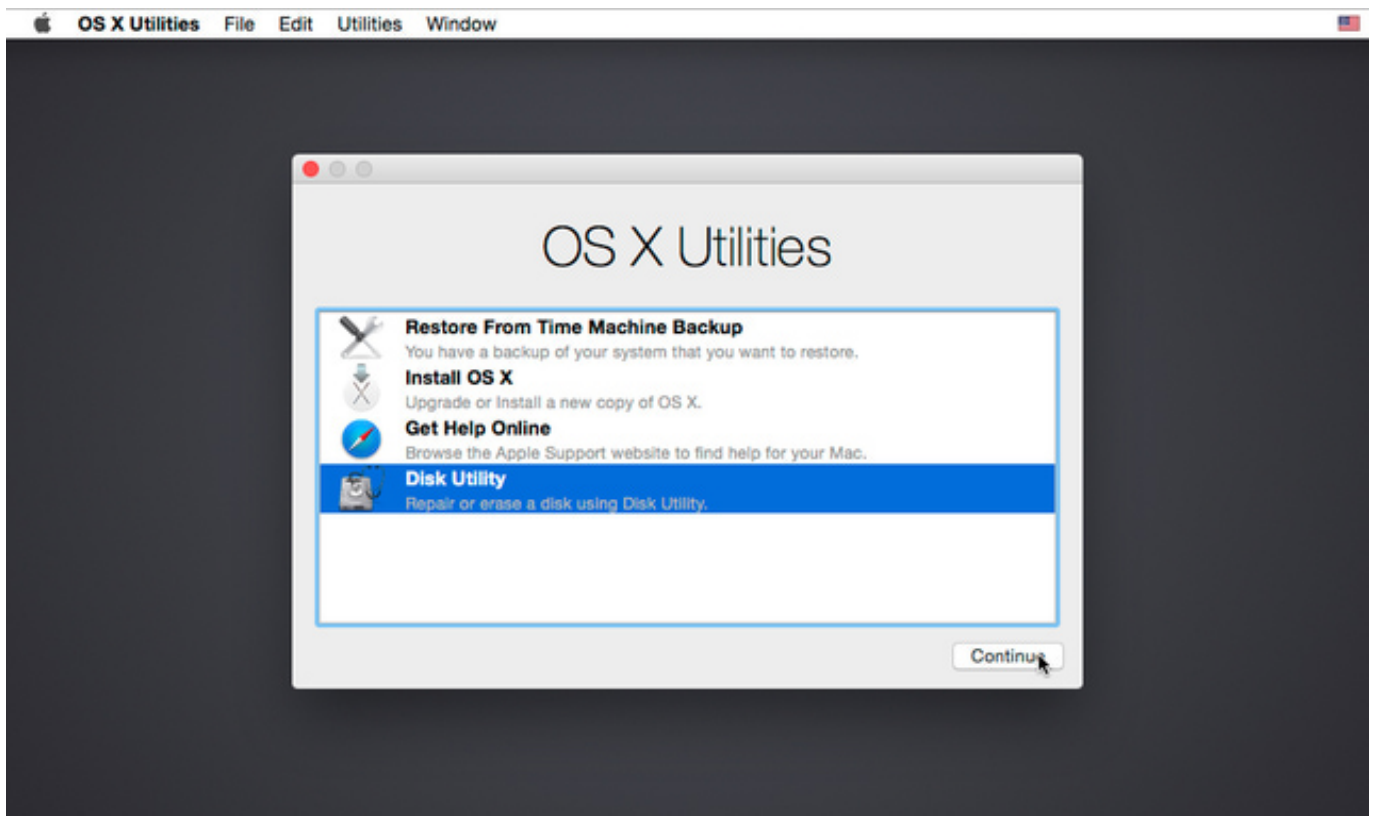 OS X Utilities File Edit Utilities Window
OS X Utilities
Restore From Time Machine Backup
You have a backup of your system that you want to restore.
Install OS X
Upgrade or Install a new copy of OS X.
Get Help Online
Browse the Apple Support website to find help for your Mac.
Disk Utility
Repair or erase a disk using Disk Utility.
Continue